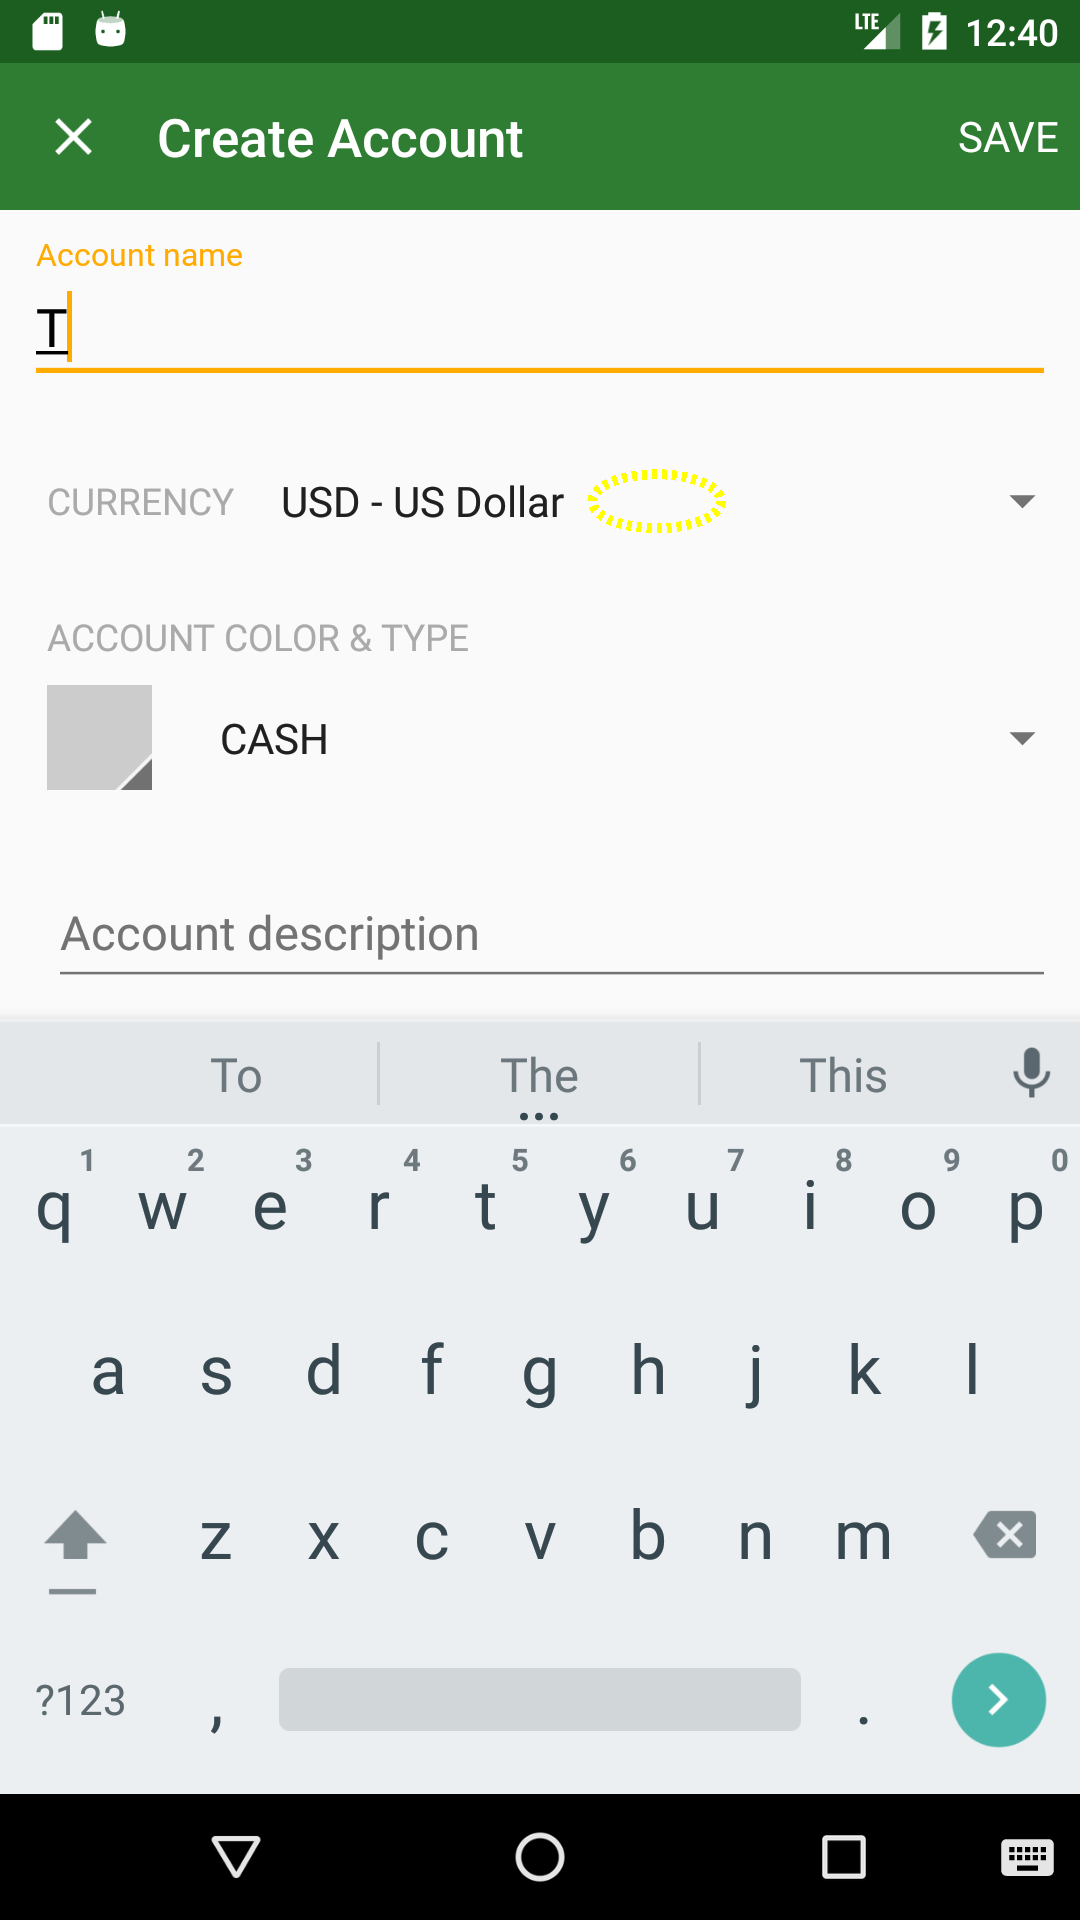 LTE 12:40
Create Account SAVE
Account name
T
CURRENCY USD - US Dollar
ACCOUNT COLOR & TYPE
CASH
Account description
To The This
1 2 3 4 5 6 7 8 9 0
q w e r t y u i o p
a s d f g h j k l
z x c v b n m
?123 , .